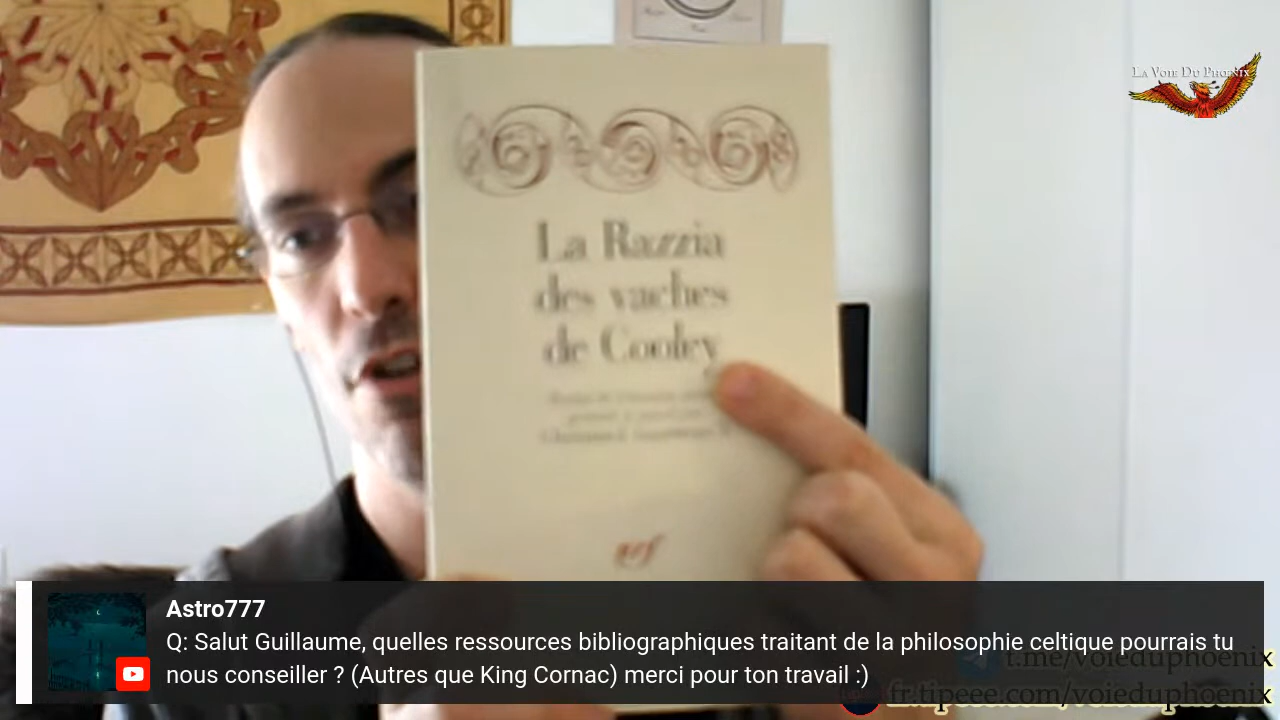 La Voie Du Phœnix
La Razzia
des vaches
de Cooley
nrf
Astro777
Q: Salut Guillaume, quelles ressources bibliographiques traitant de la philosophie celtique pourrais tu
nous conseiller ? (Autres que King Cornac) merci pour ton travail :)
t.me/voieduphoenix
fr.tipeee.com/voieduphoenix